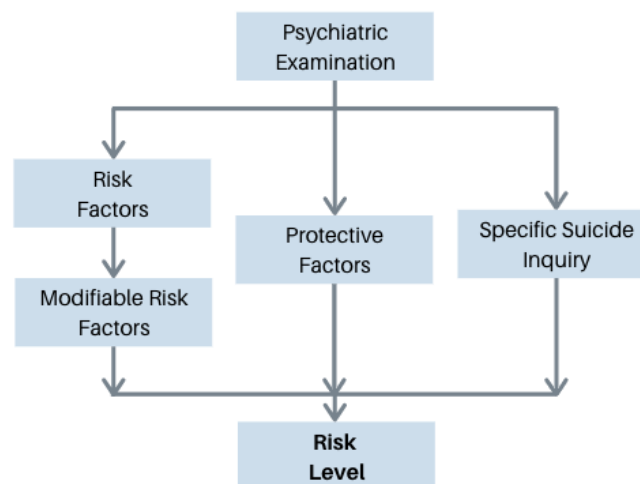 Psychiatric
Examination
Risk
Factors
Protective
Factors
Specific Suicide
Inquiry
Modifiable Risk
Factors
Risk
Level